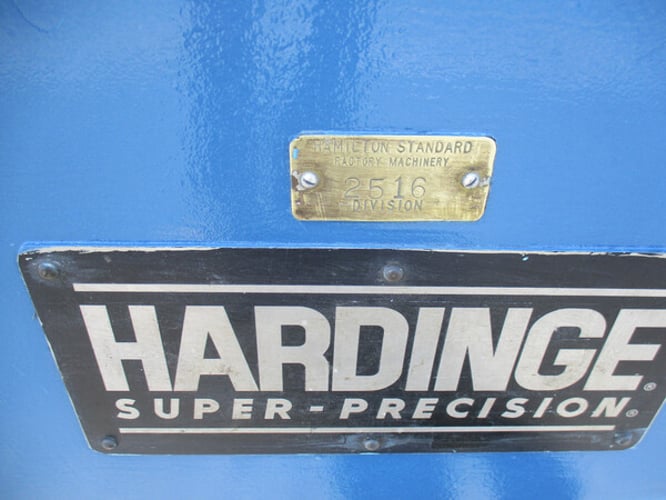 HAMILTON STANDARD
FACTORY MACHINERY
2516
DIVISION
HARDINGE®
SUPER-PRECISION®